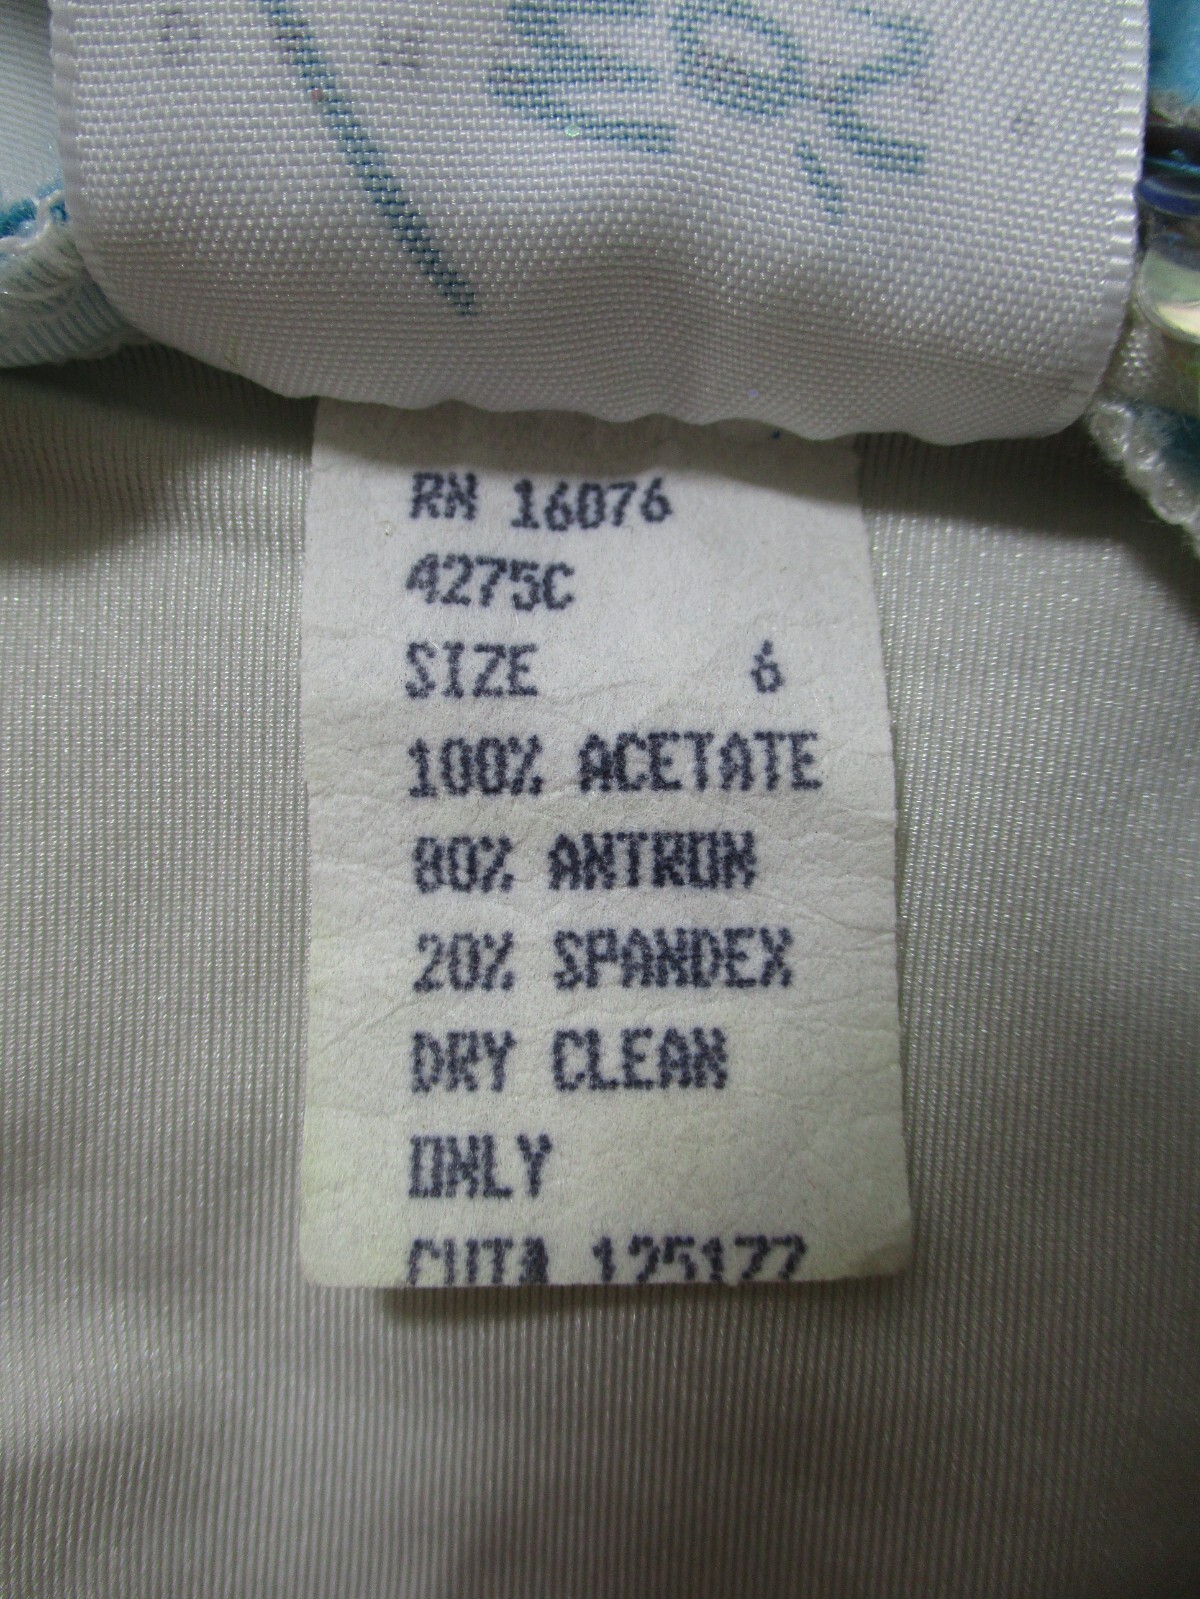 RN 16076
4275C
SIZE 6
100% ACETATE
80% ANTRON
20% SPANDEX
DRY CLEAN
ONLY